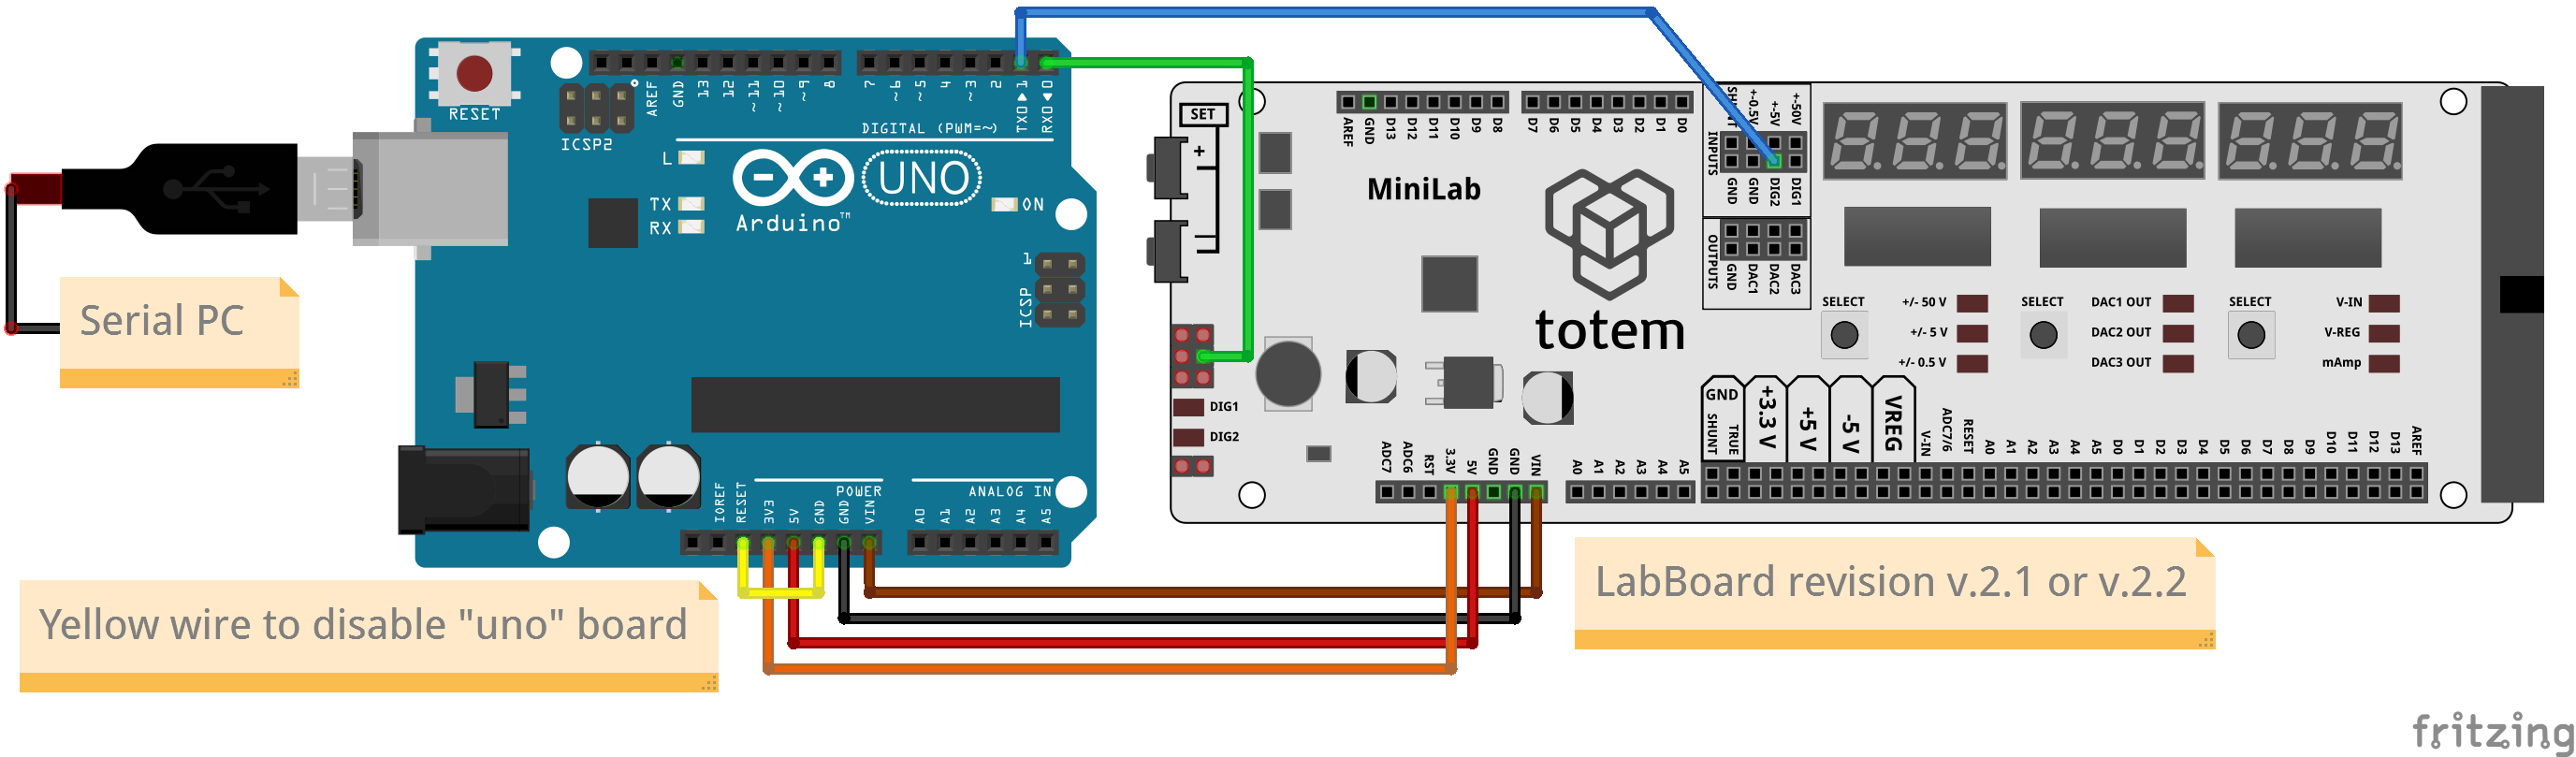 RESET
ICSP2
AREF
GND
13
12
~11
~10
~9
8
7
~6
~5
4
~3
2
TX0▶1
RX0◀0
DIGITAL (PWM=~)
L
TX
RX
Arduino™
UNO
ON
1
ICSP
Serial PC
IOREF
RESET
3V3
5V
GND
GND
VIN
POWER
A0
A1
A2
A3
A4
A5
ANALOG IN
Yellow wire to disable "uno" board
SET
+
AREF
GND
D13
D12
D11
D10
D9
D8
D7
D6
D5
D4
D3
D2
D1
D0
MiniLab
totem
+-0.5V
+-5V
+-50V
INPUTS
GND
GND
DIG2
DIG1
OUTPUTS
GND
DAC1
DAC2
DAC3
SELECT
+/- 50 V
+/- 5 V
+/- 0.5 V
SELECT
DAC1 OUT
DAC2 OUT
DAC3 OUT
SELECT
V-IN
V-REG
mAmp
DIG1
DIG2
ADC7
ADC6
RST
3.3V
5V
GND
GND
VIN
A0
A1
A2
A3
A4
A5
GND
SHUNT
TRUE
+3.3 V
+5 V
-5 V
VREG
V-IN
ADC7/6
RESET
A0
A1
A2
A3
A4
A5
D0
D1
D2
D3
D4
D5
D6
D7
D8
D9
D10
D11
D12
D13
AREF
LabBoard revision v.2.1 or v.2.2
fritzing